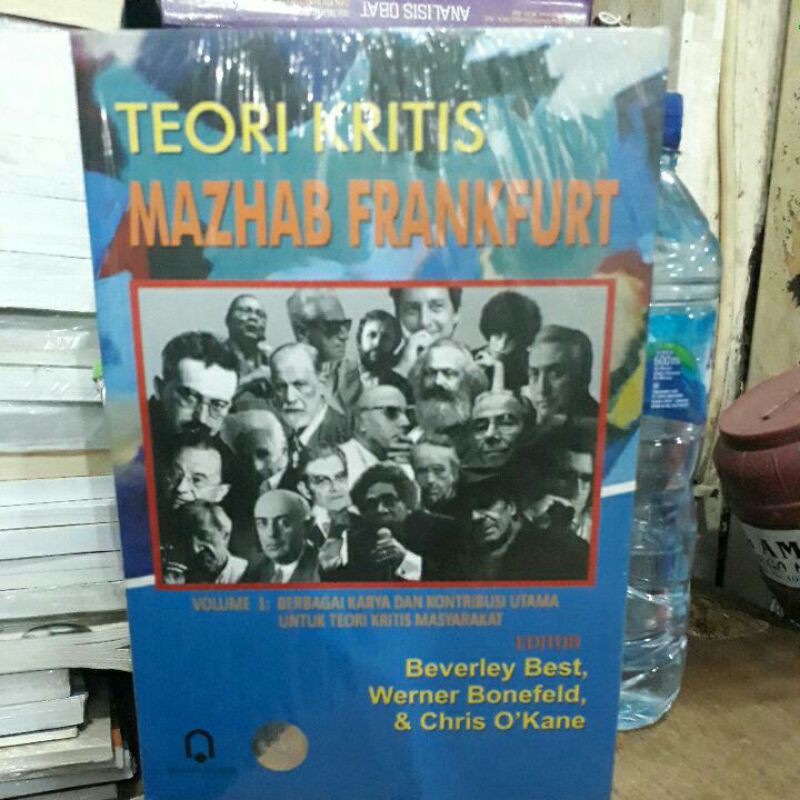 ANALISIS OBAT
TEORI KRITIS
MAZHAB FRANKFURT
VOLUME 1: BERBAGAI KARYA DAN KONTRIBUSI UTAMA
UNTUK TEORI KRITIS MASYARAKAT
EDITOR
Beverley Best,
Werner Bonefeld,
& Chris O'Kane
600ml